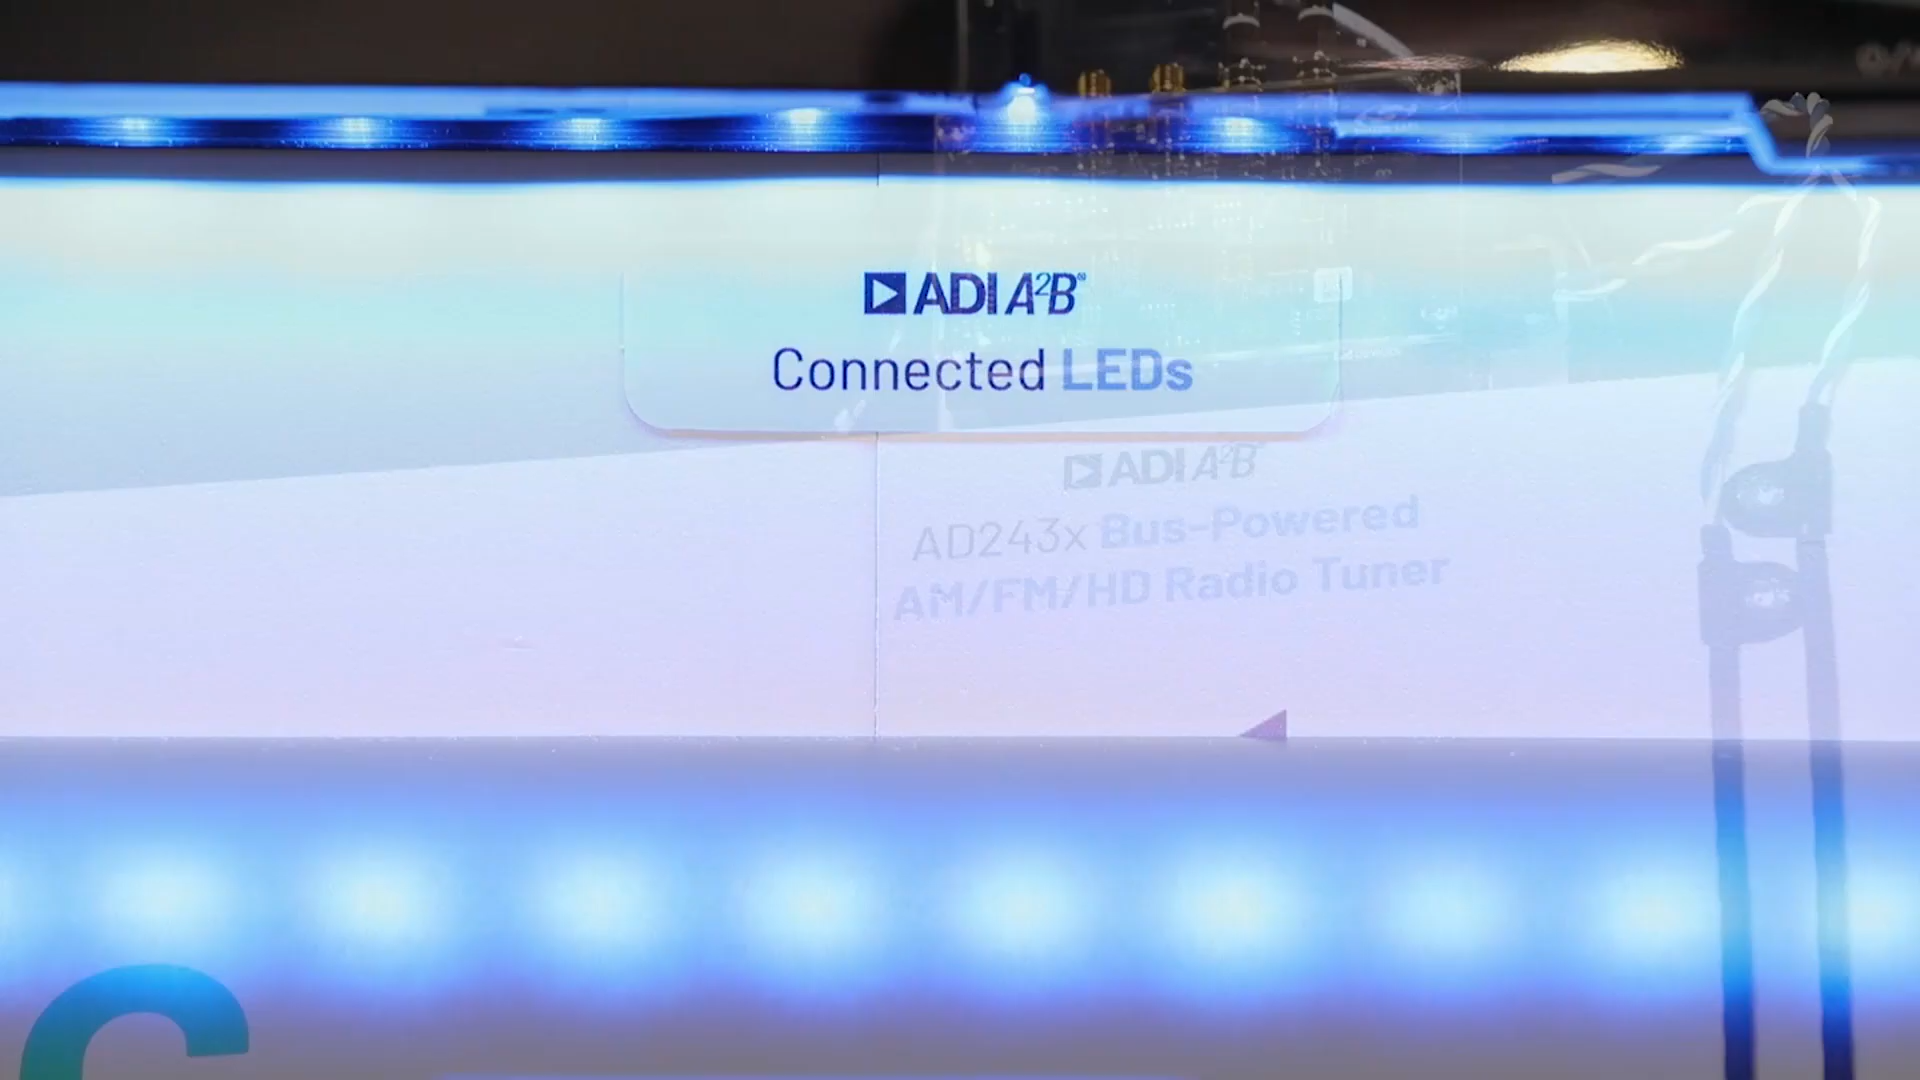 ADI A²B®
Connected LEDs
ADI A²B
AD243x Bus-Powered
AM/FM/HD Radio Tuner